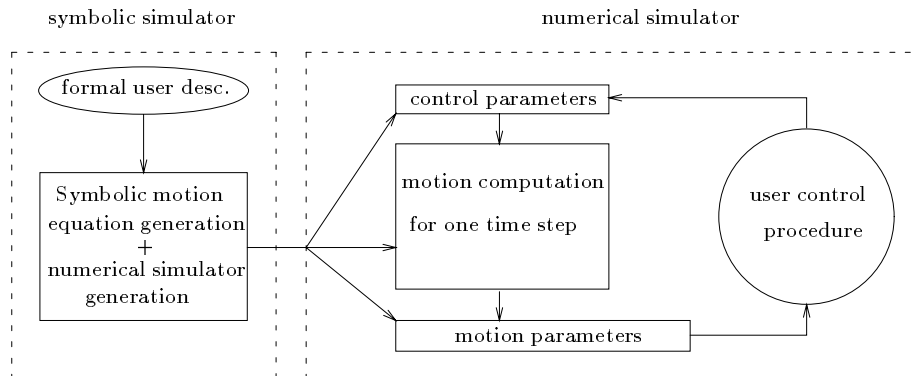 symbolic simulator
numerical simulator
formal user desc.
Symbolic motion
equation generation
+
numerical simulator
generation
control parameters
motion computation
for one time step
motion parameters
user control
procedure